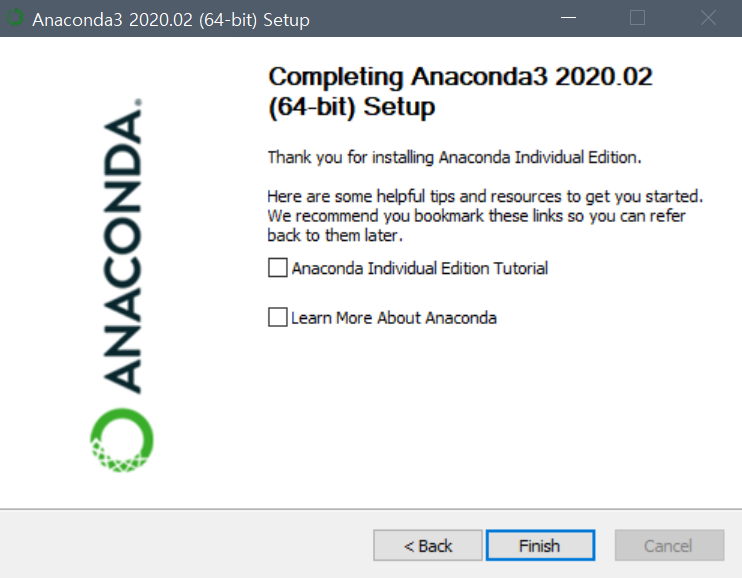 Anaconda3 2020.02 (64-bit) Setup
Completing Anaconda3 2020.02
(64-bit) Setup
Thank you for installing Anaconda Individual Edition.
Here are some helpful tips and resources to get you started.
We recommend you bookmark these links so you can refer
back to them later.
Anaconda Individual Edition Tutorial
Learn More About Anaconda
ANACONDA.
< Back
Finish
Cancel